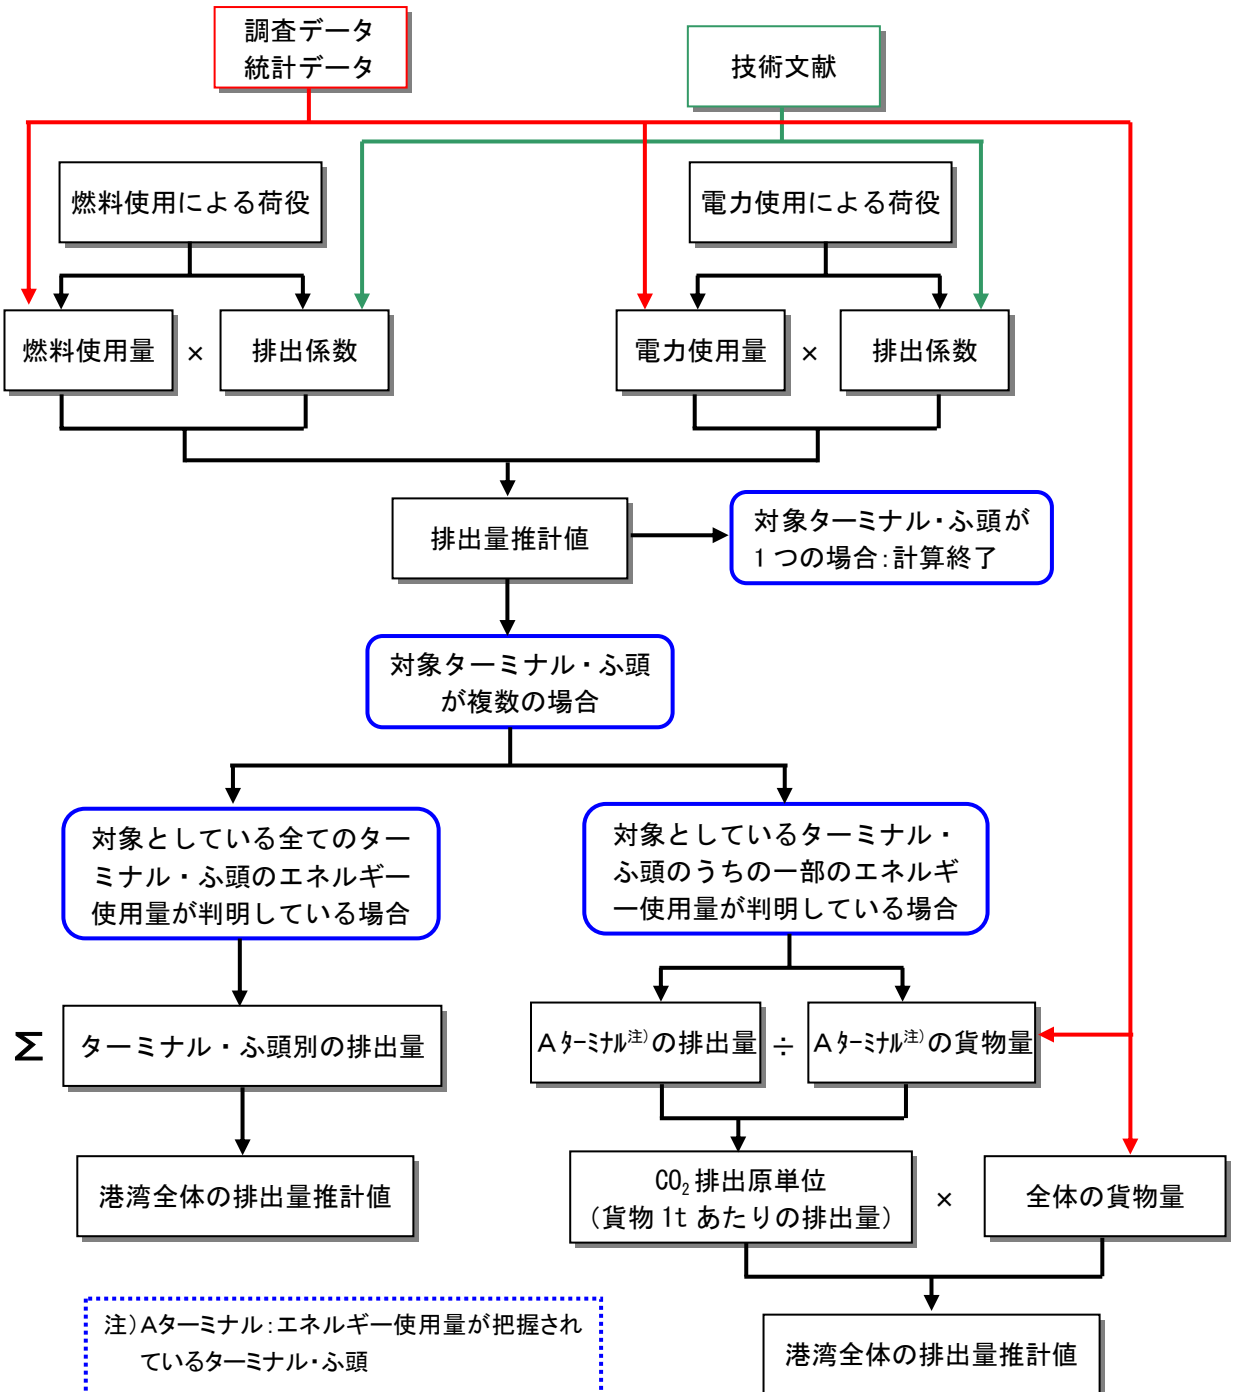 調査データ
統計データ
技術文献
燃料使用による荷役
電力使用による荷役
燃料使用量
×
排出係数
電力使用量
×
排出係数
排出量推計値
対象ターミナル・ふ頭が
1つの場合:計算終了
対象ターミナル・ふ頭
が複数の場合
対象としている全てのター
ミナル・ふ頭のエネルギー
使用量が判明している場合
対象としているターミナル・
ふ頭のうちの一部のエネルギ
ー使用量が判明している場合
Σ
ターミナル・ふ頭別の排出量
Aターミナル注)の排出量
÷
Aターミナル注)の貨物量
港湾全体の排出量推計値
CO2排出原単位
(貨物1tあたりの排出量)
×
全体の貨物量
注)Aターミナル:エネルギー使用量が把握され
ているターミナル・ふ頭
港湾全体の排出量推計値